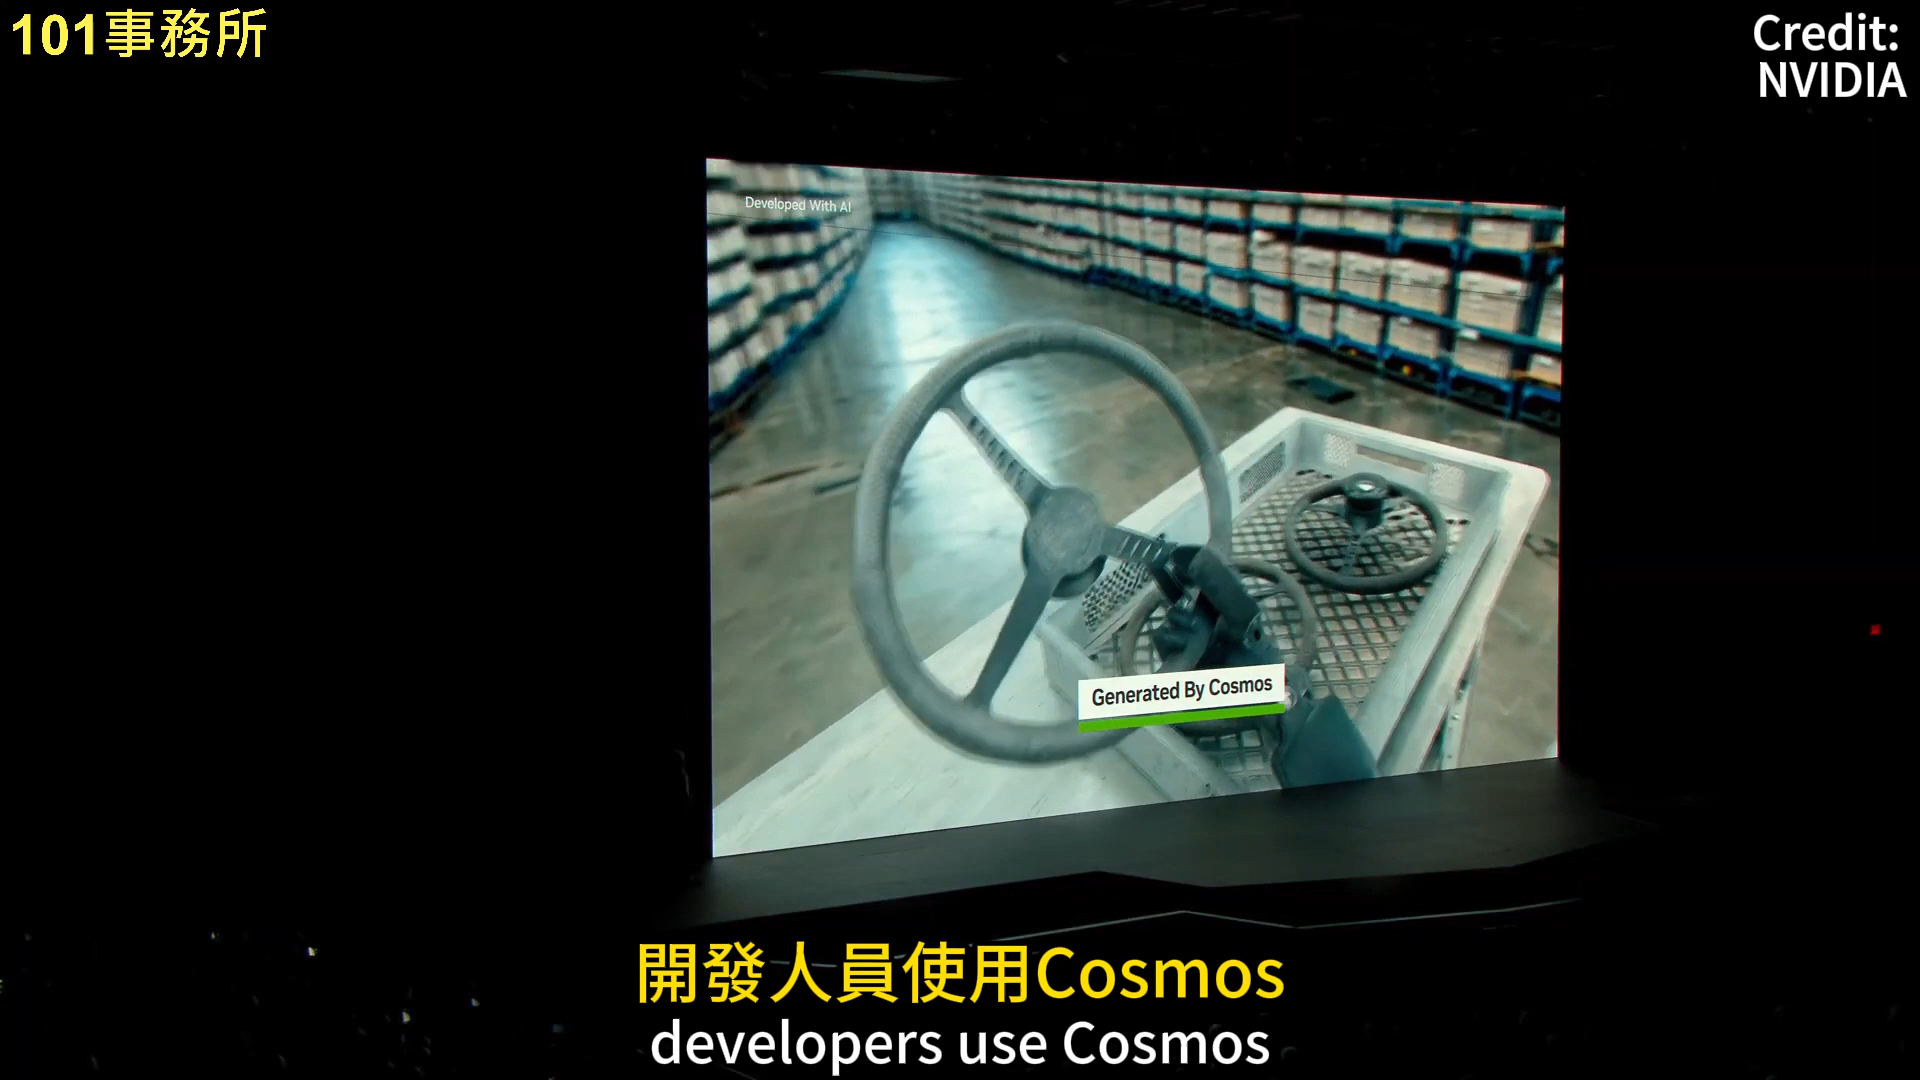 101事務所
Credit:
NVIDIA
Developed With AI
Generated By Cosmos
開發人員使用Cosmos
developers use Cosmos